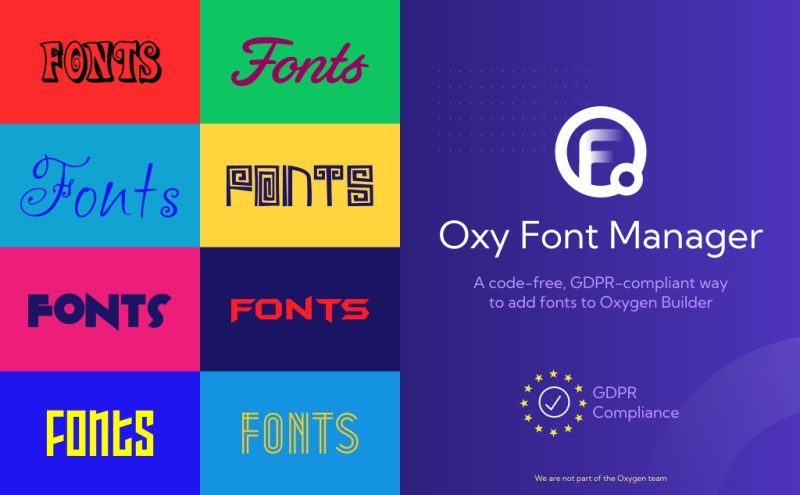 FONTS
Fonts
Fonts
FONTS
FONTS
FONTS
FONTS
FONTS
F
Oxy Font Manager
A code-free, GDPR-compliant way
to add fonts to Oxygen Builder
GDPR
Compliance
We are not part of the Oxygen team